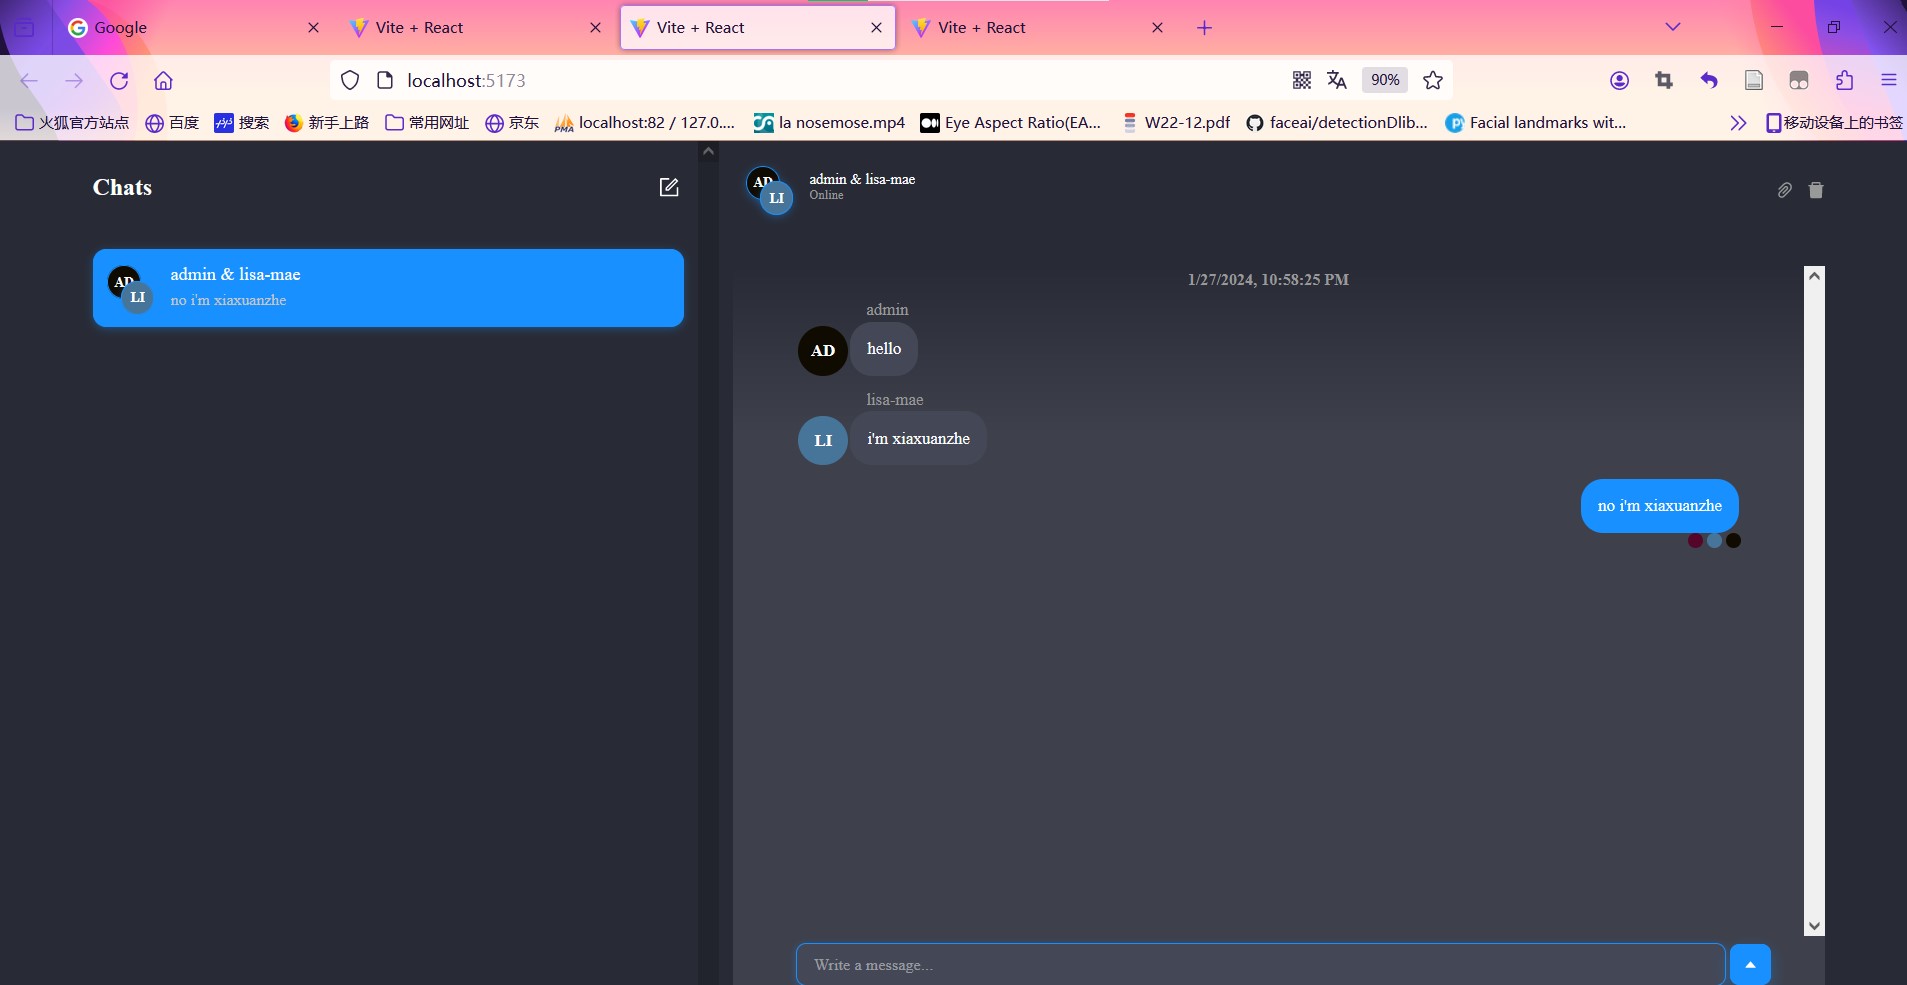 Google
Vite + React
Vite + React
Vite + React
localhost:5173
90%
火狐官方站点 百度 搜索 新手上路 常用网址 京东 localhost:82 / 127.0.... la nosemose.mp4 Eye Aspect Ratio(EA... W22-12.pdf faceai/detectionDlib... Facial landmarks wit... 移动设备上的书签
Chats
AD
LI
admin & lisa-mae
no i'm xiaxuanzhe
AD
LI
admin & lisa-mae
Online
1/27/2024, 10:58:25 PM
admin
AD
hello
lisa-mae
LI
i'm xiaxuanzhe
no i'm xiaxuanzhe
Write a message...